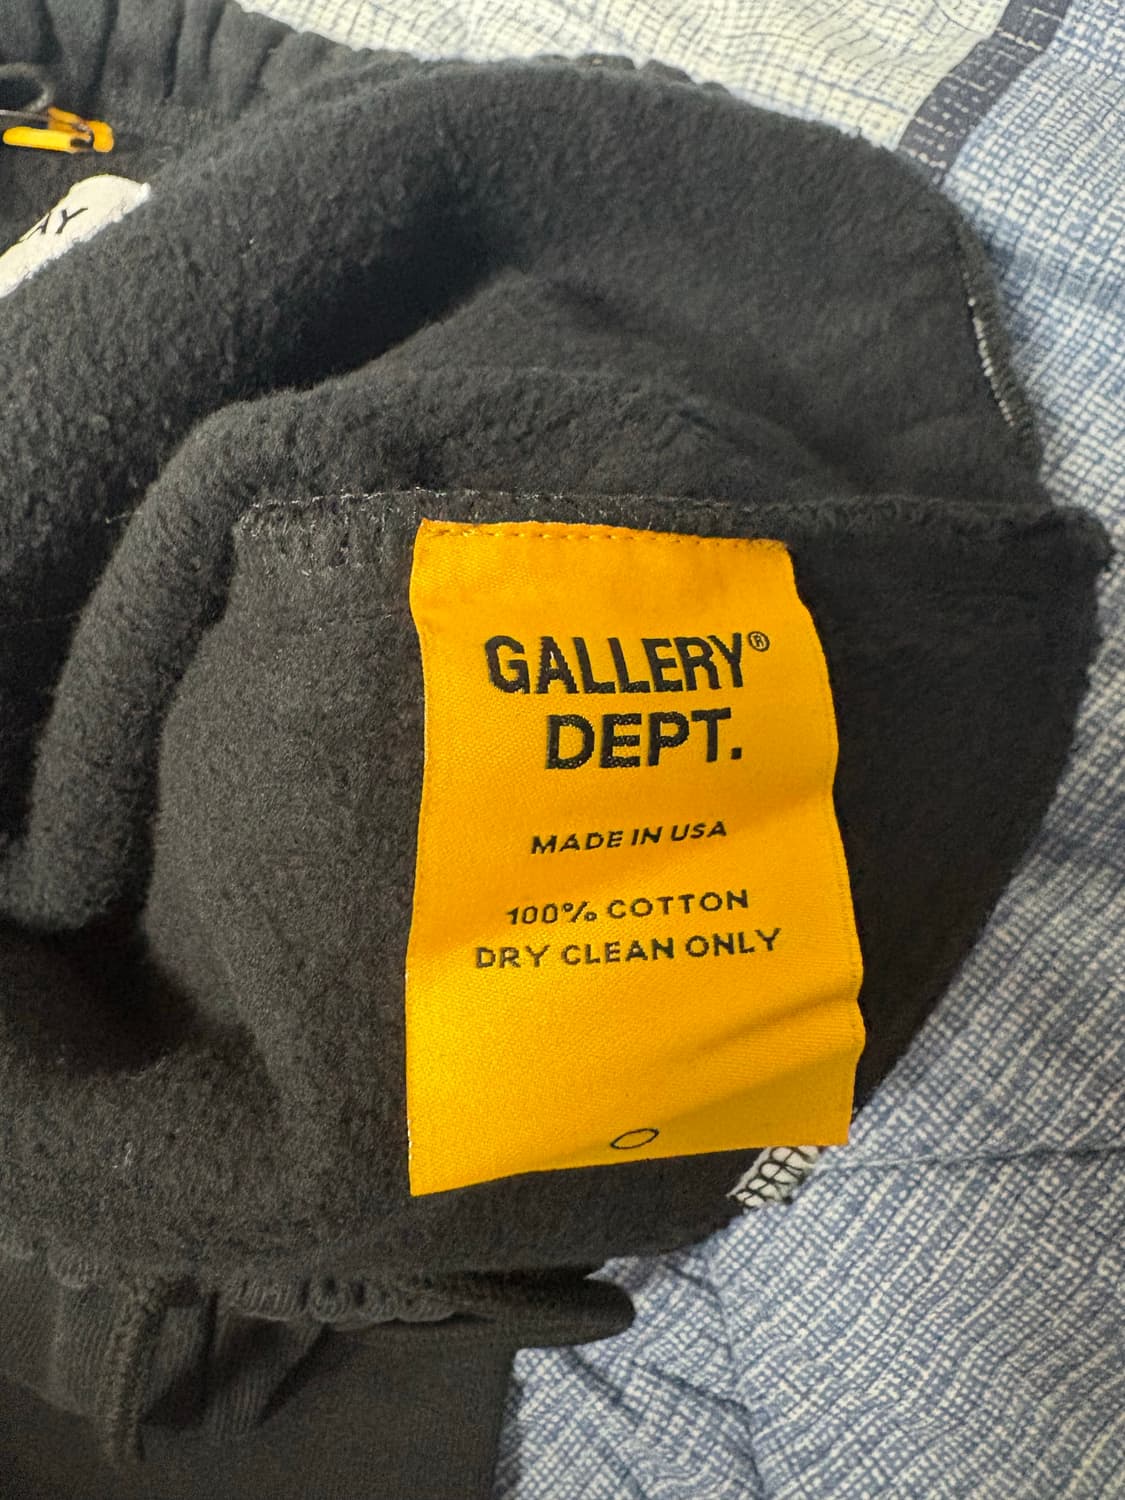 GALLERY®
DEPT.
MADE IN USA
100% COTTON
DRY CLEAN ONLY